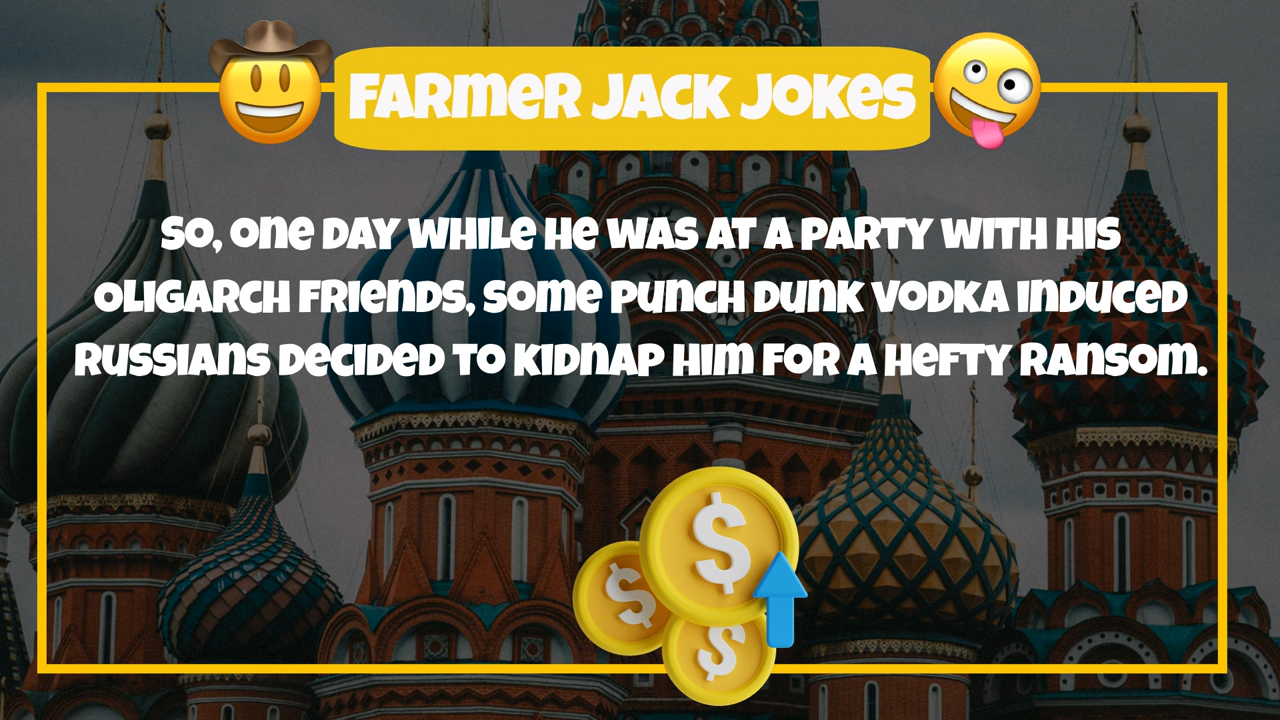 FARMER JACK JOKES
SO, ONE DAY WHILE HE WAS AT A PARTY WITH HIS
OLIGARCH FRIENDS, SOME PUNCH DUNK VODKA INDUCED
RUSSIANS DECIDED TO KIDNAP HIM FOR A HEFTY RANSOM.
$
$
$